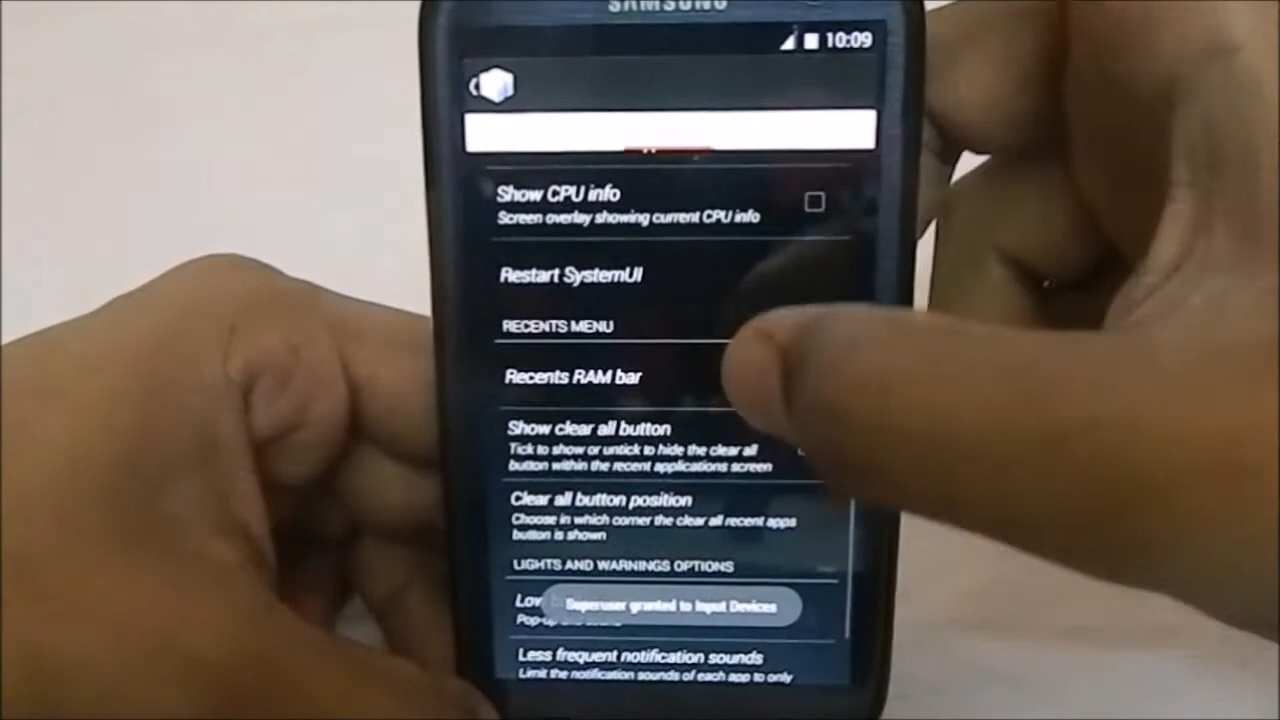 SAMSUNG
10:09
Show CPU info
Screen overlay showing current CPU info
Restart SystemUI
RECENTS MENU
Recents RAM bar
Show clear all button
Tick to show or untick to hide the clear all
button within the recent applications screen
Clear all button position
Choose in which corner the clear all recent apps
button is shown
LIGHTS AND WARNINGS OPTIONS
Low
Superuser granted to Input Devices
Less frequent notification sounds
Limit the notification sounds of each app to only